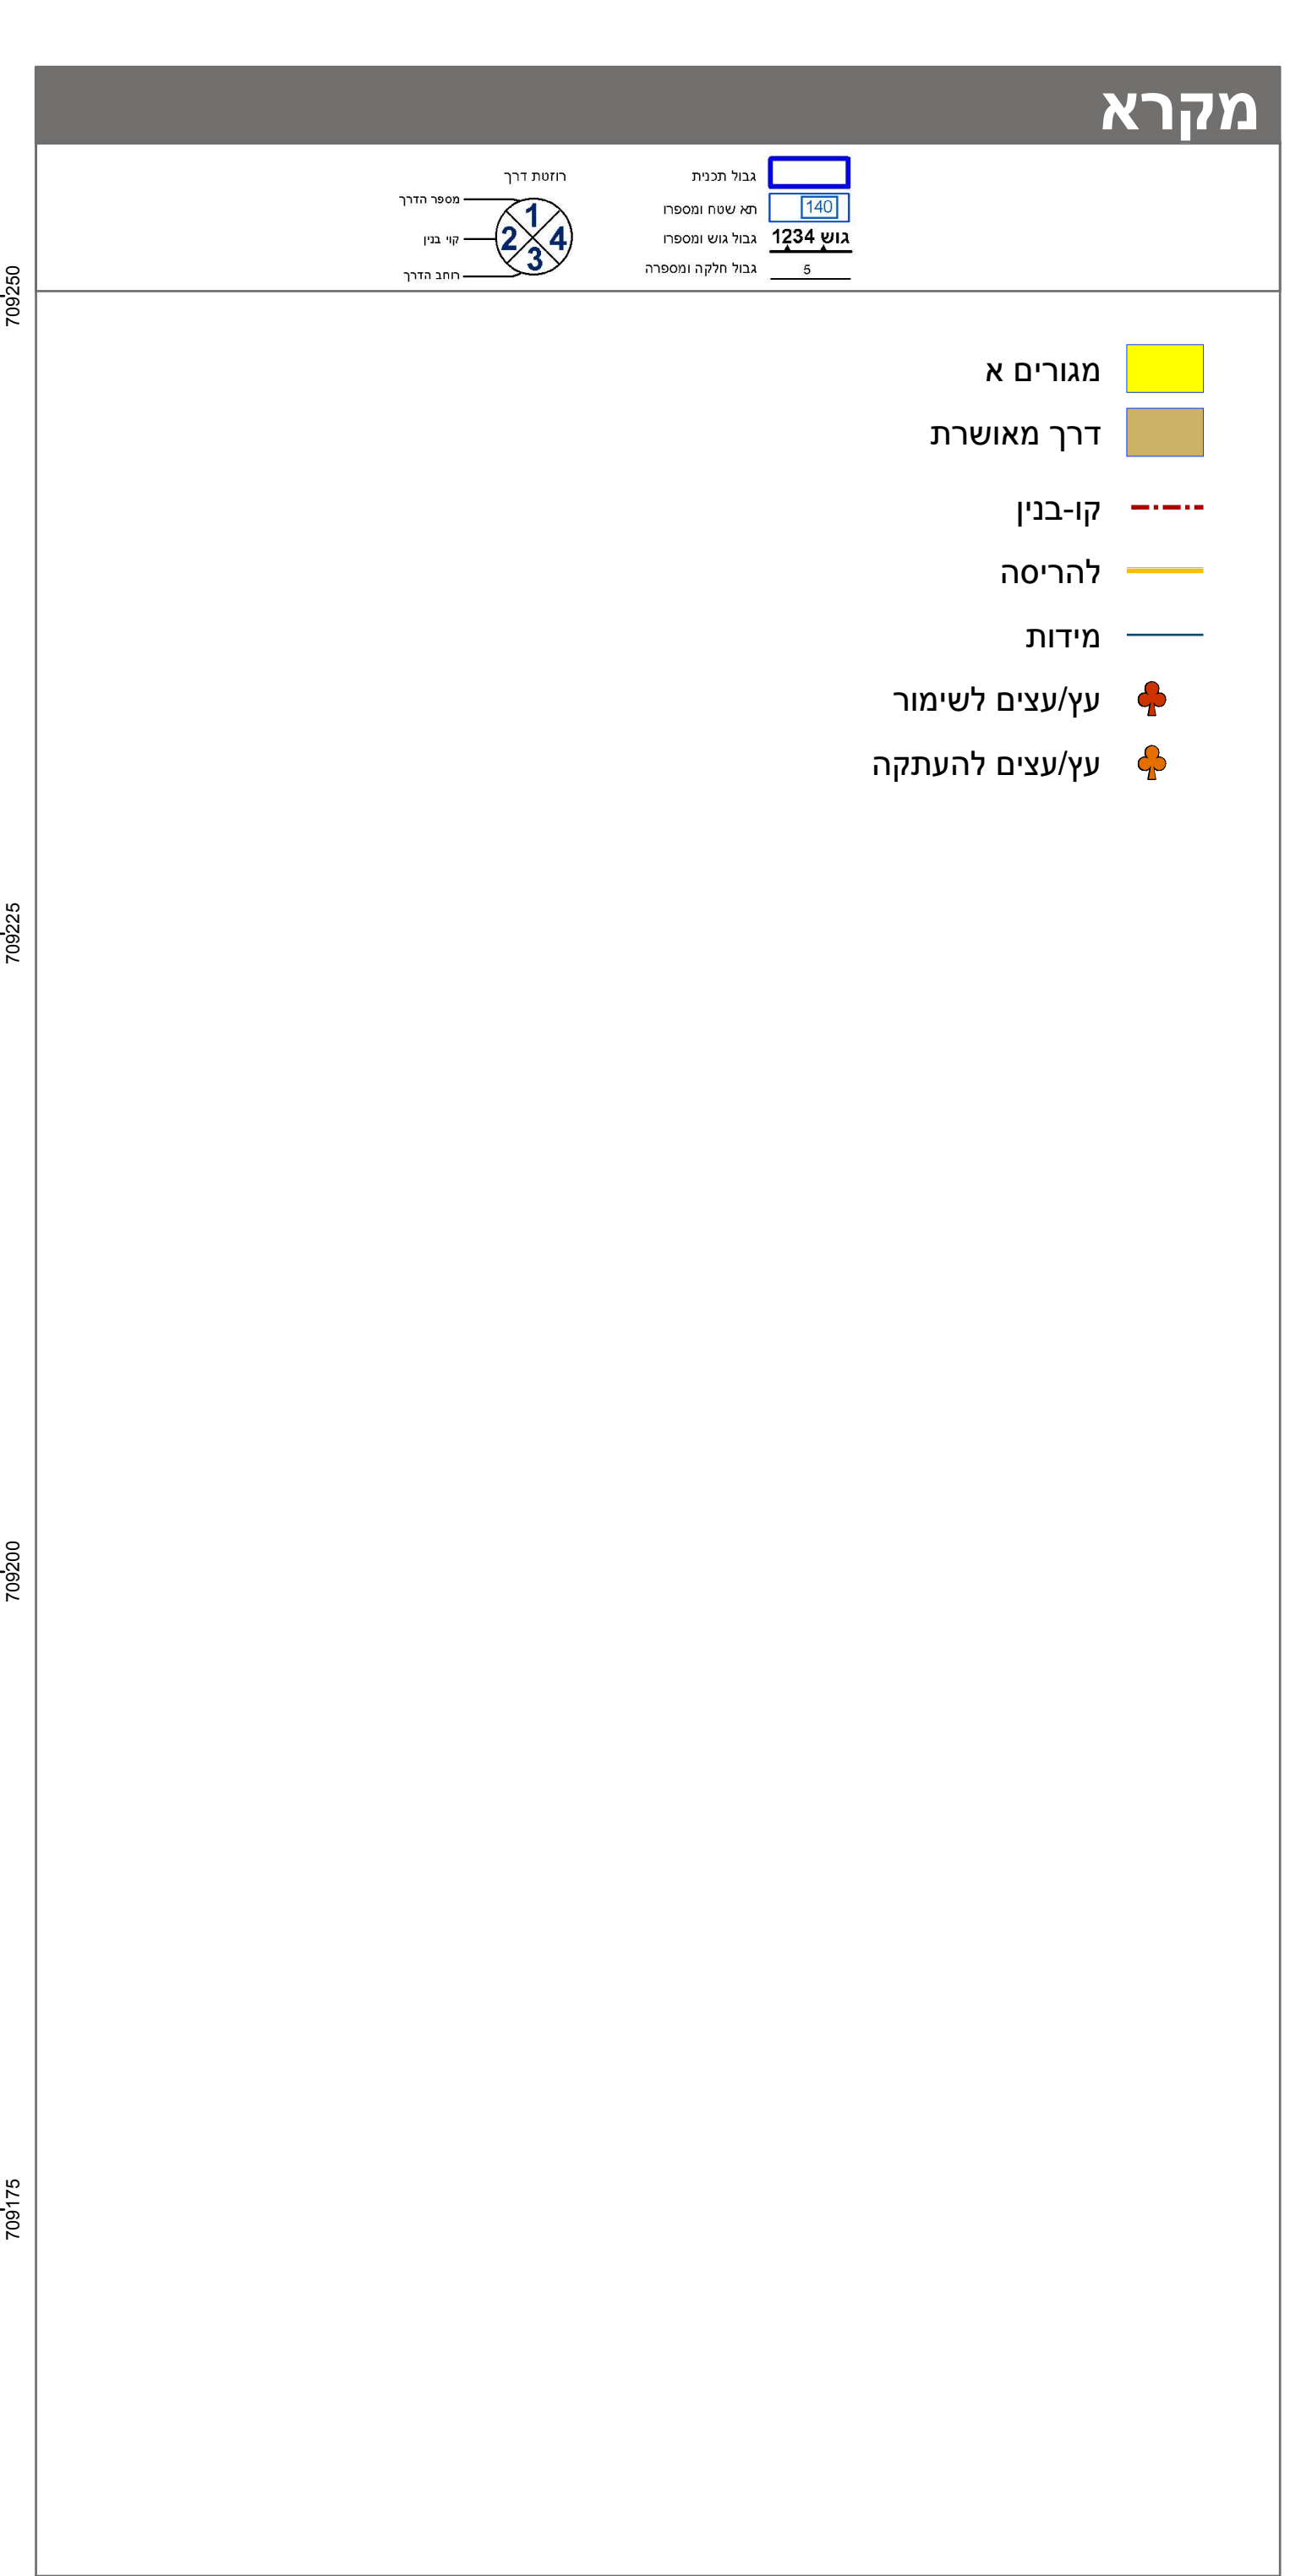 מקרא
גבול תכנית
תא שטח ומספרו
140
גבול גוש ומספרו
גוש 1234
גבול חלקה ומספרה
5
רוזטת דרך
מספר הדרך
קוי בנין
רוחב הדרך
1
2
4
3
מגורים א
דרך מאושרת
קו-בנין
להריסה
מידות
עץ/עצים לשימור
עץ/עצים להעתקה
709250
709225
709200
709175